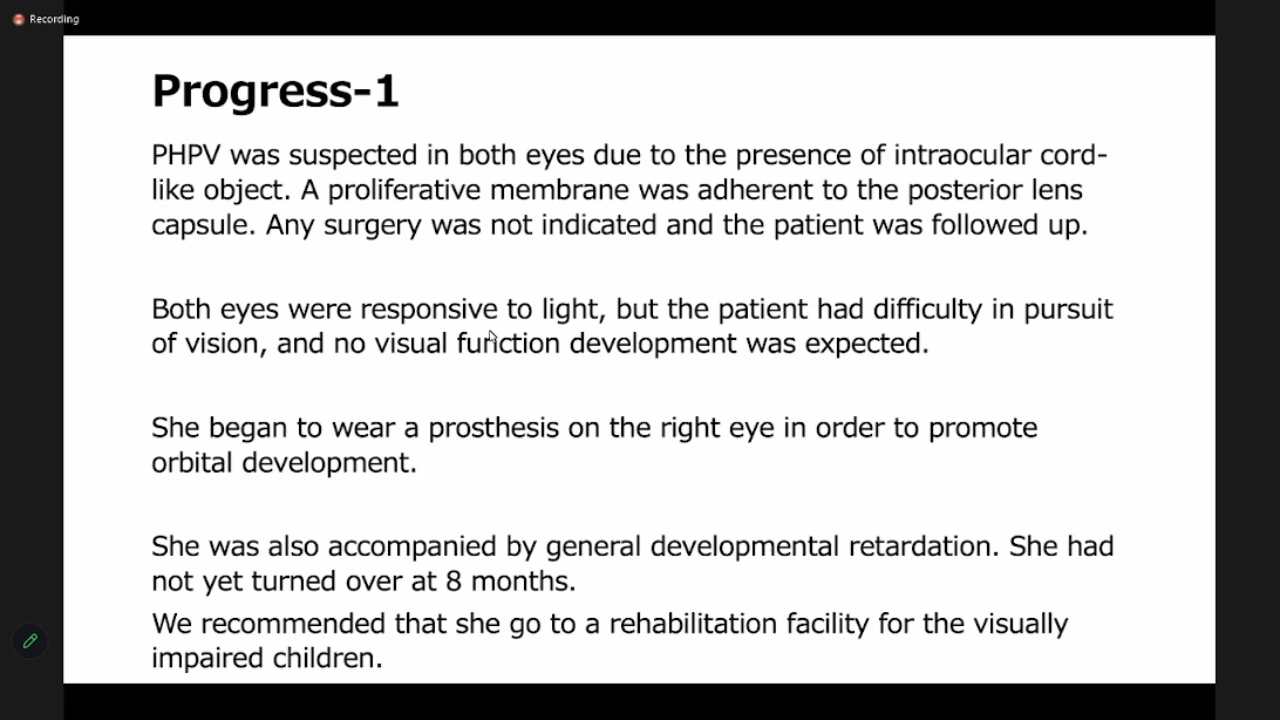 Recording
Progress-1
PHPV was suspected in both eyes due to the presence of intraocular cord-
like object. A proliferative membrane was adherent to the posterior lens
capsule. Any surgery was not indicated and the patient was followed up.
Both eyes were responsive to light, but the patient had difficulty in pursuit
of vision, and no visual function development was expected.
She began to wear a prosthesis on the right eye in order to promote
orbital development.
She was also accompanied by general developmental retardation. She had
not yet turned over at 8 months.
We recommended that she go to a rehabilitation facility for the visually
impaired children.